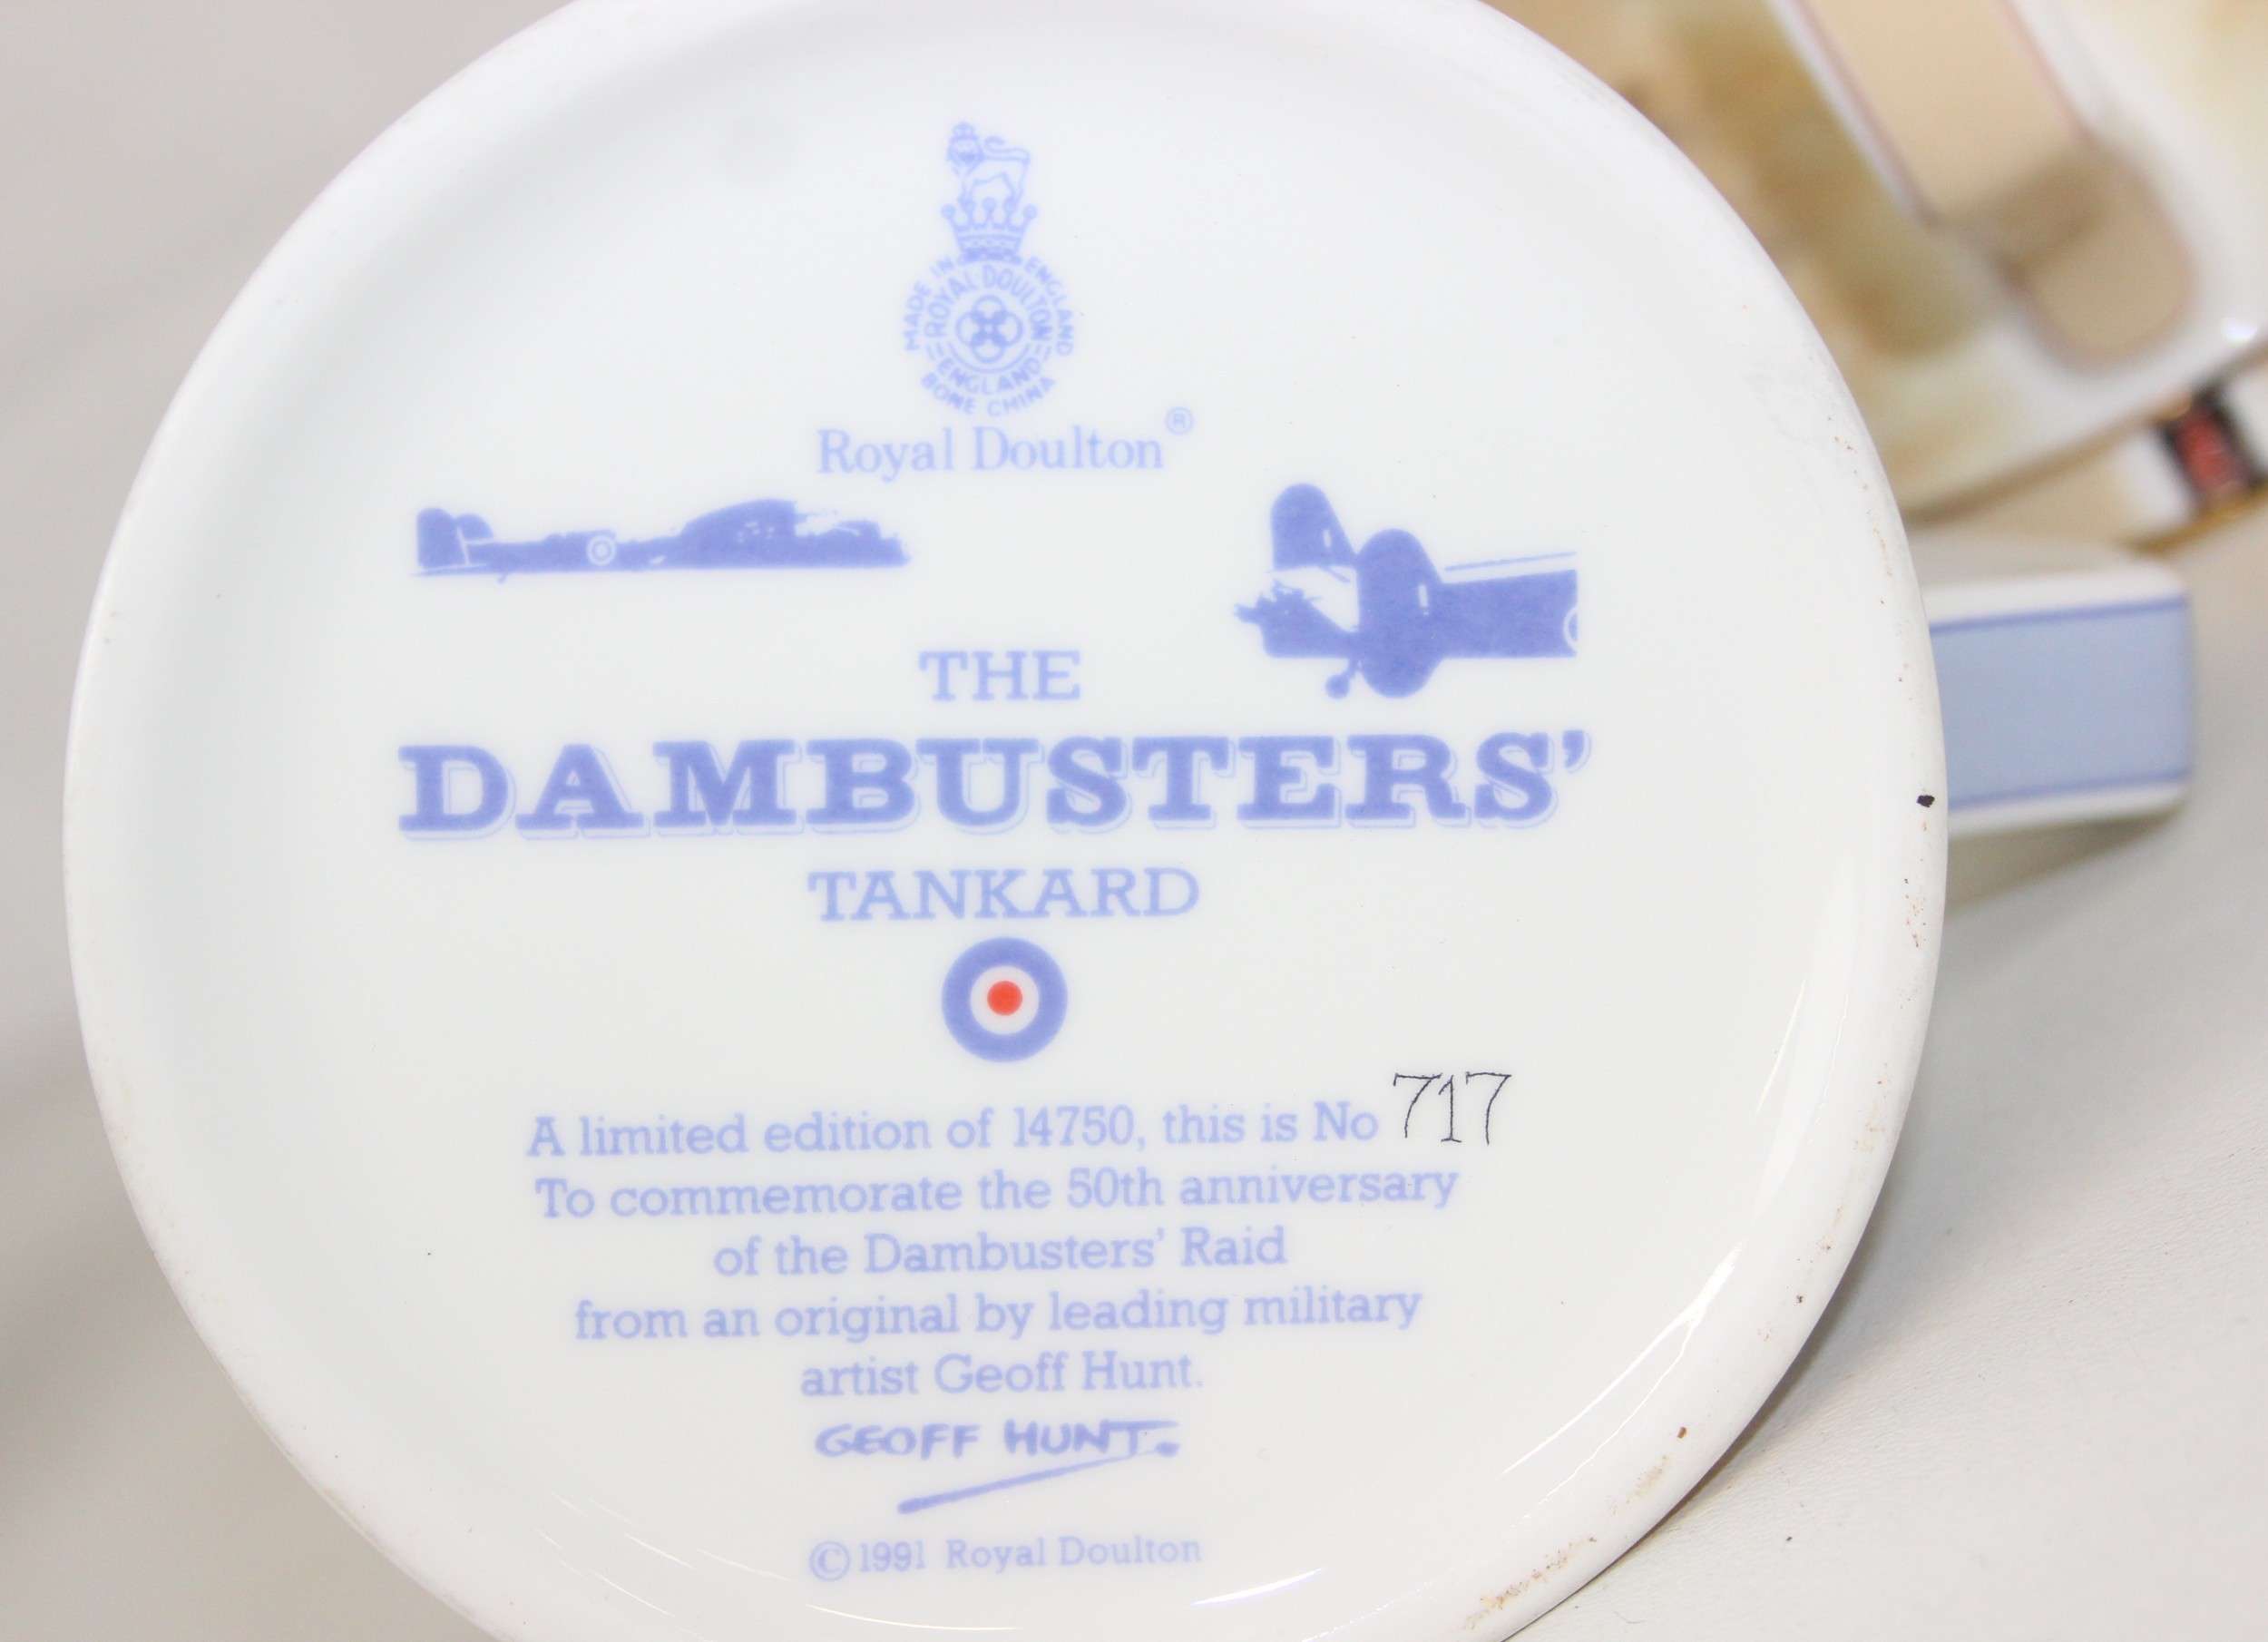 MADE IN ENGLAND
ROYAL DOULTON
ENGLAND
BONE CHINA
Royal Doulton®
THE
DAMBUSTERS’
TANKARD
A limited edition of 14750, this is No 717
To commemorate the 50th anniversary
of the Dambusters’ Raid
from an original by leading military
artist Geoff Hunt.
GEOFF HUNT.
©1991 Royal Doulton